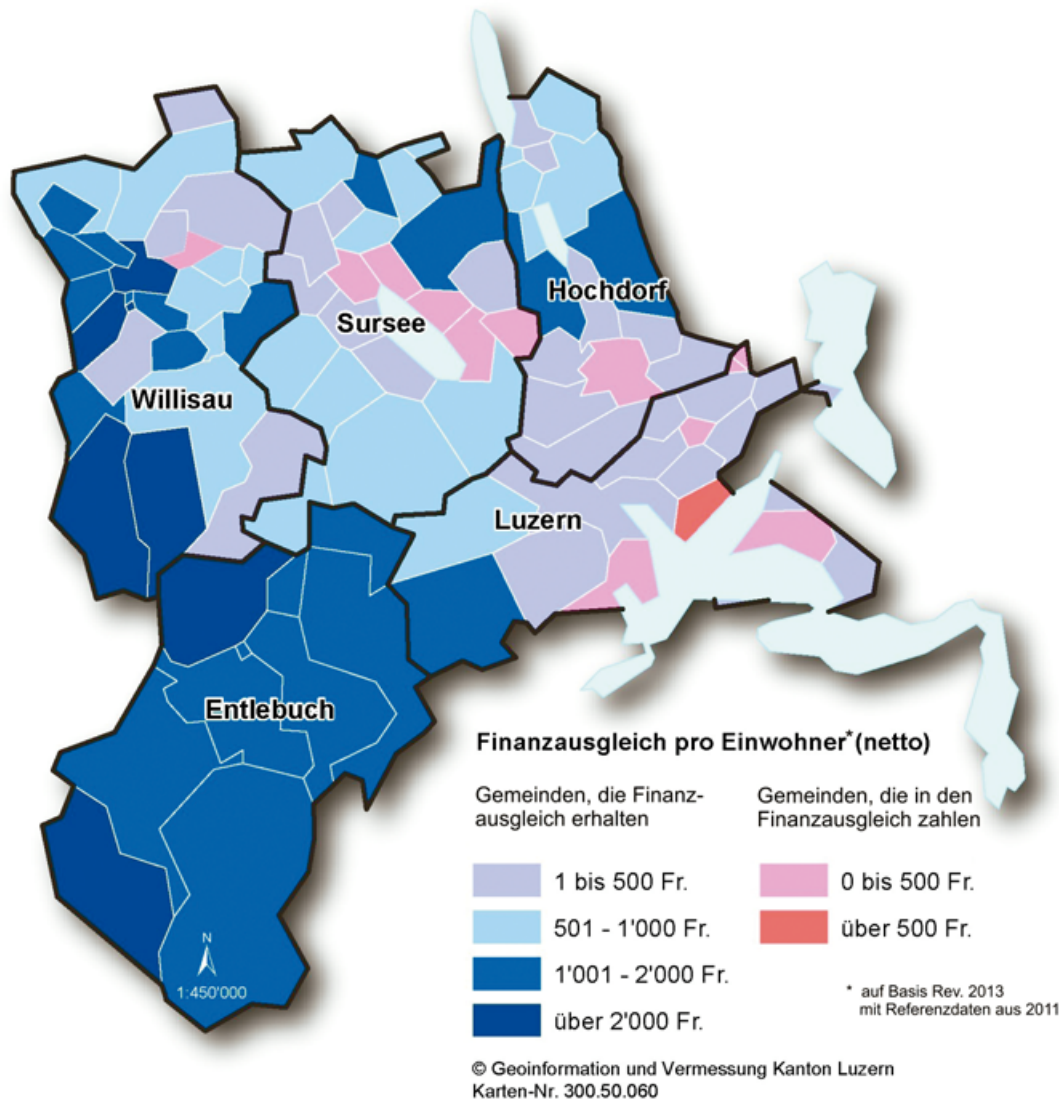 Hochdorf
Sursee
Willisau
Luzern
Entlebuch
Finanzausgleich pro Einwohner* (netto)
Gemeinden, die Finanz-
ausgleich erhalten
1 bis 500 Fr.
501 - 1'000 Fr.
1'001 - 2'000 Fr.
über 2'000 Fr.
Gemeinden, die in den
Finanzausgleich zahlen
0 bis 500 Fr.
über 500 Fr.
N
1:450'000
* auf Basis Rev. 2013
mit Referenzdaten aus 2011
© Geoinformation und Vermessung Kanton Luzern
Karten-Nr. 300.50.060